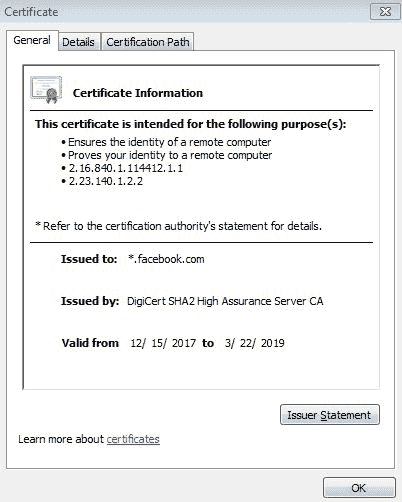 Certificate
General Details Certification Path
Certificate Information
This certificate is intended for the following purpose(s):
• Ensures the identity of a remote computer
• Proves your identity to a remote computer
• 2.16.840.1.114412.1.1
• 2.23.140.1.2.2
* Refer to the certification authority's statement for details.
Issued to: *.facebook.com
Issued by: DigiCert SHA2 High Assurance Server CA
Valid from 12/ 15/ 2017 to 3/ 22/ 2019
Issuer Statement
Learn more about certificates
OK